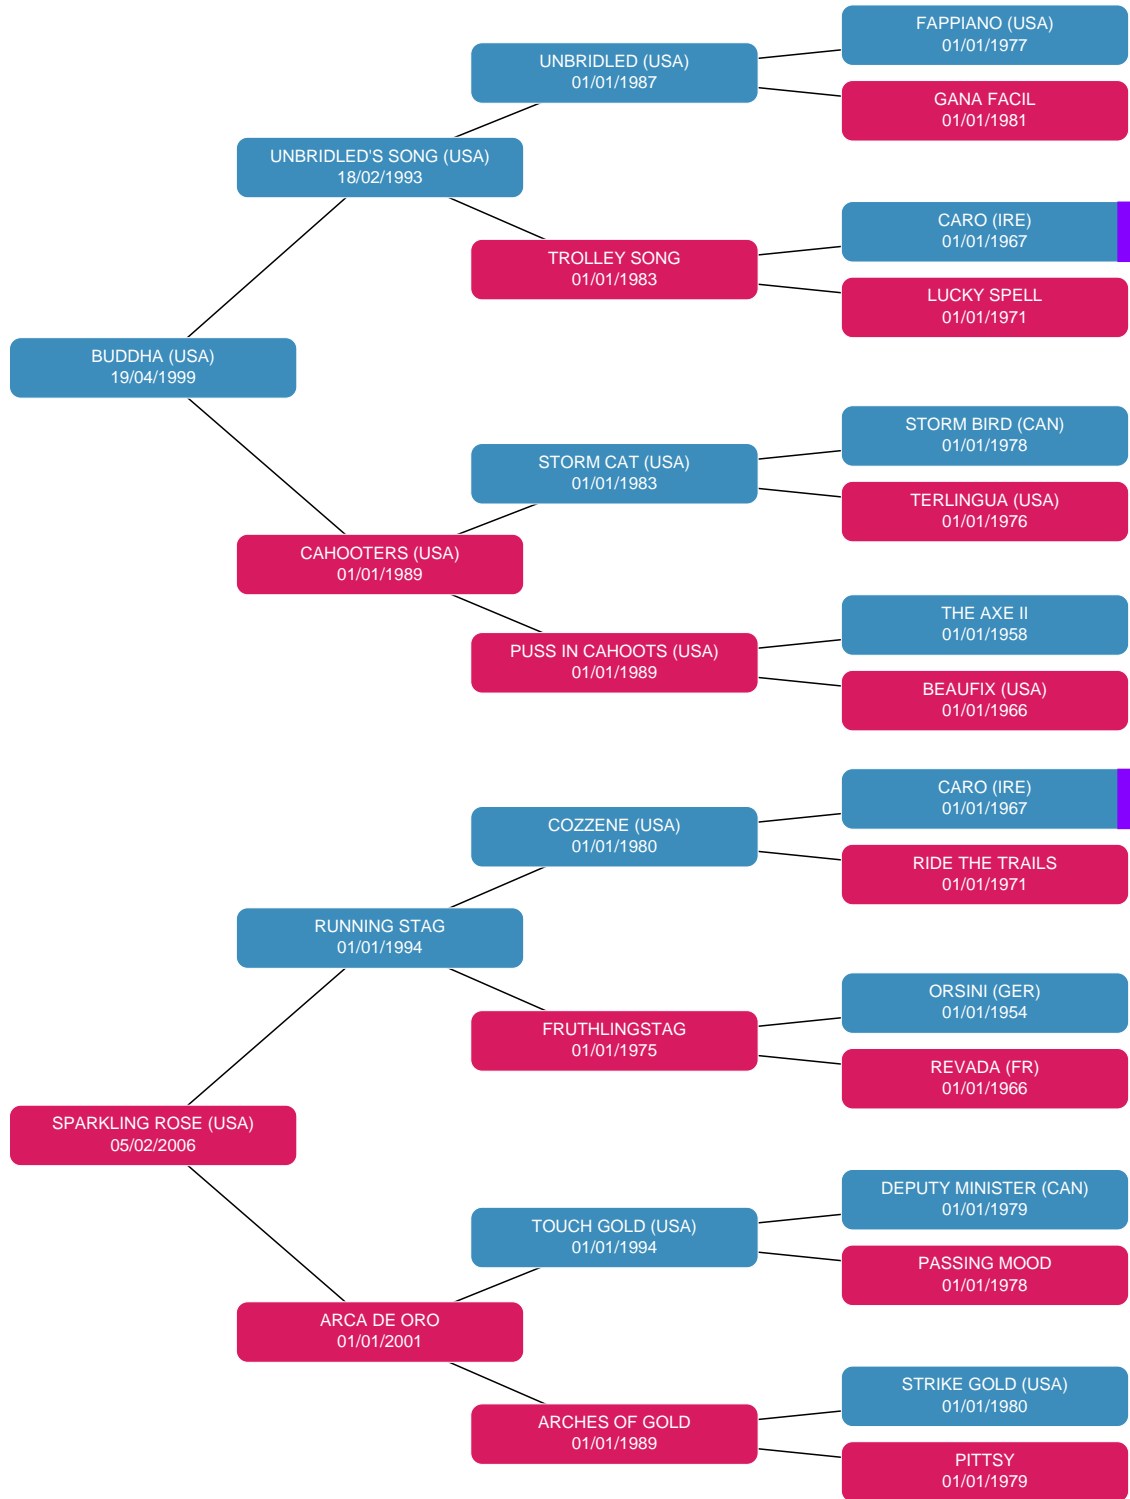 FAPPIANO (USA)
01/01/1977
UNBRIDLED (USA)
01/01/1987
GANA FACIL
01/01/1981
UNBRIDLED'S SONG (USA)
18/02/1993
CARO (IRE)
01/01/1967
TROLLEY SONG
01/01/1983
LUCKY SPELL
01/01/1971
BUDDHA (USA)
19/04/1999
STORM BIRD (CAN)
01/01/1978
STORM CAT (USA)
01/01/1983
TERLINGUA (USA)
01/01/1976
CAHOOTERS (USA)
01/01/1989
THE AXE II
01/01/1958
PUSS IN CAHOOTS (USA)
01/01/1989
BEAUFIX (USA)
01/01/1966
CARO (IRE)
01/01/1967
COZZENE (USA)
01/01/1980
RIDE THE TRAILS
01/01/1971
RUNNING STAG
01/01/1994
ORSINI (GER)
01/01/1954
FRUTHLINGSTAG
01/01/1975
REVADA (FR)
01/01/1966
SPARKLING ROSE (USA)
05/02/2006
DEPUTY MINISTER (CAN)
01/01/1979
TOUCH GOLD (USA)
01/01/1994
PASSING MOOD
01/01/1978
ARCA DE ORO
01/01/2001
STRIKE GOLD (USA)
01/01/1980
ARCHES OF GOLD
01/01/1989
PITTSY
01/01/1979